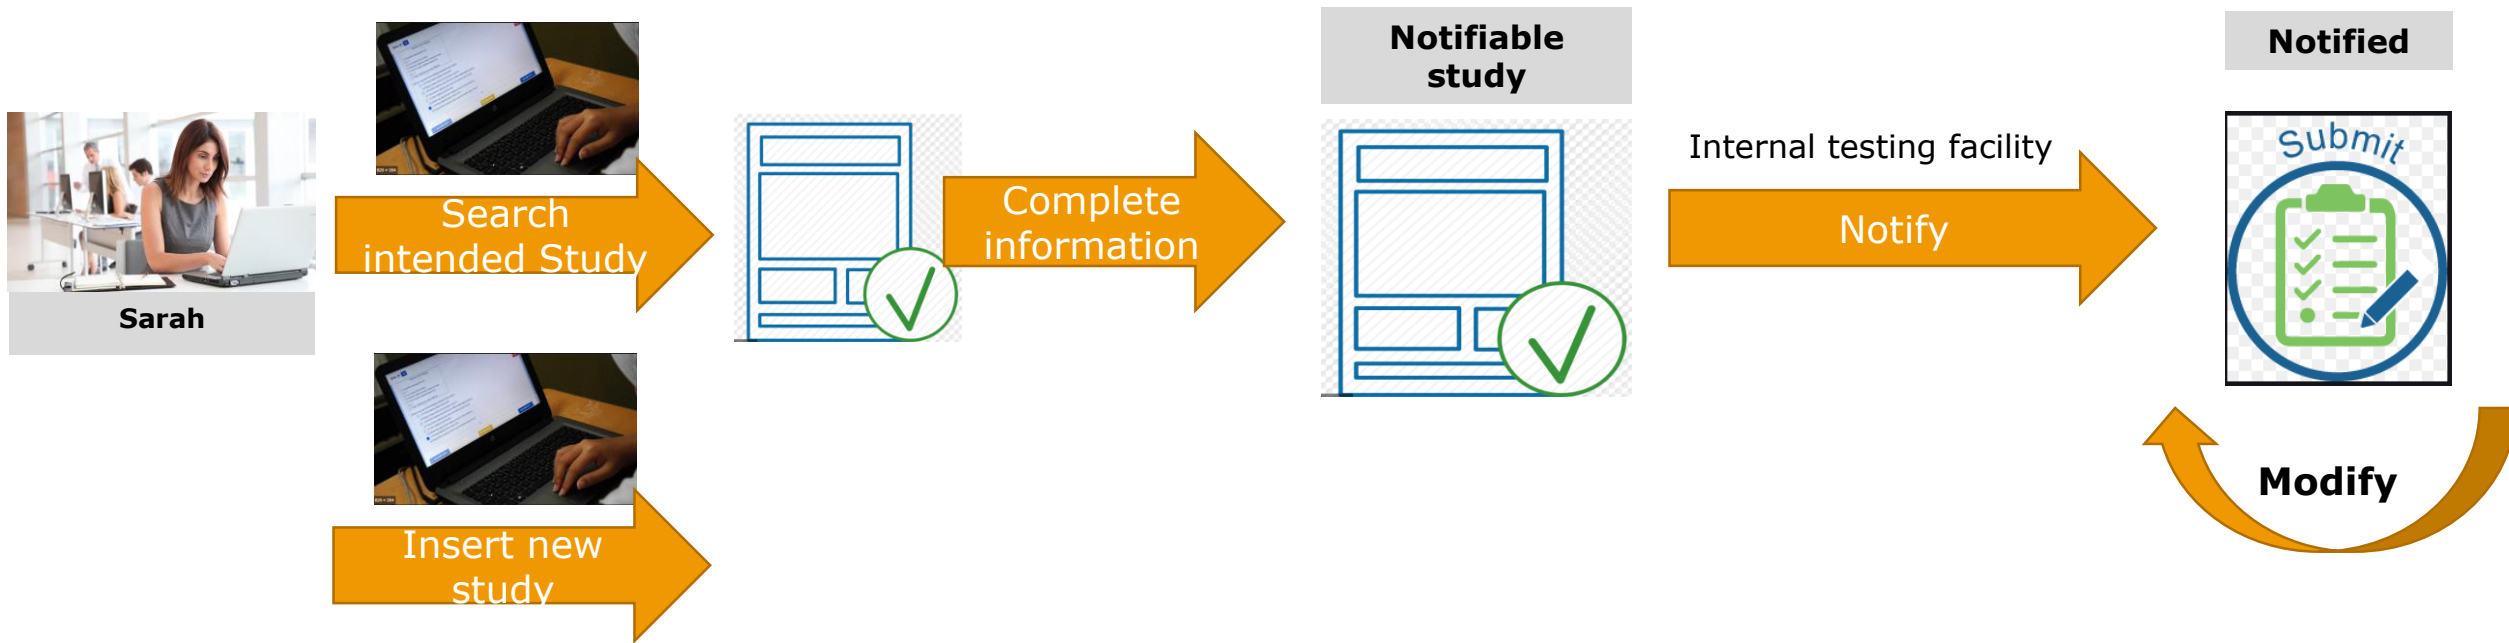 Notifiable
study
Notified
Submit
Internal testing facility
Search
intended Study
Complete
information
Notify
Sarah
Insert new
study
Modify